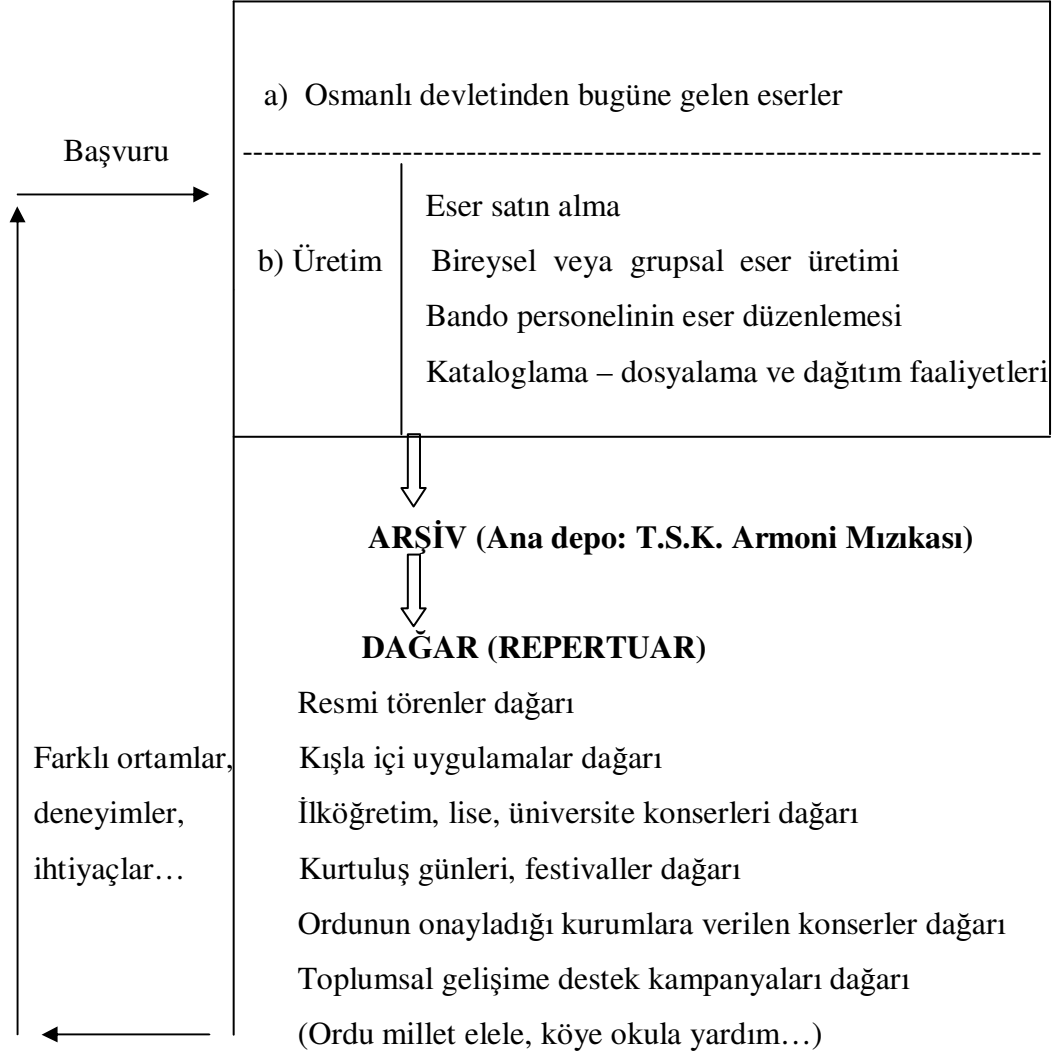 a) Osmanlı devletinden bugüne gelen eserler
Başvuru
Eser satın alma
b) Üretim
Bireysel veya grupsal eser üretimi
Bando personelinin eser düzenlemesi
Kataloglama – dosyalama ve dağıtım faaliyetleri
ARŞİV (Ana depo: T.S.K. Armoni Mızıkası)
DAĞAR (REPERTUAR)
Resmi törenler dağarı
Kışla içi uygulamalar dağarı
İlköğretim, lise, üniversite konserleri dağarı
Kurtuluş günleri, festivaller dağarı
Ordunun onayladığı kurumlara verilen konserler dağarı
Toplumsal gelişime destek kampanyaları dağarı
(Ordu millet elele, köye okula yardım…)
Farklı ortamlar,
deneyimler,
ihtiyaçlar…